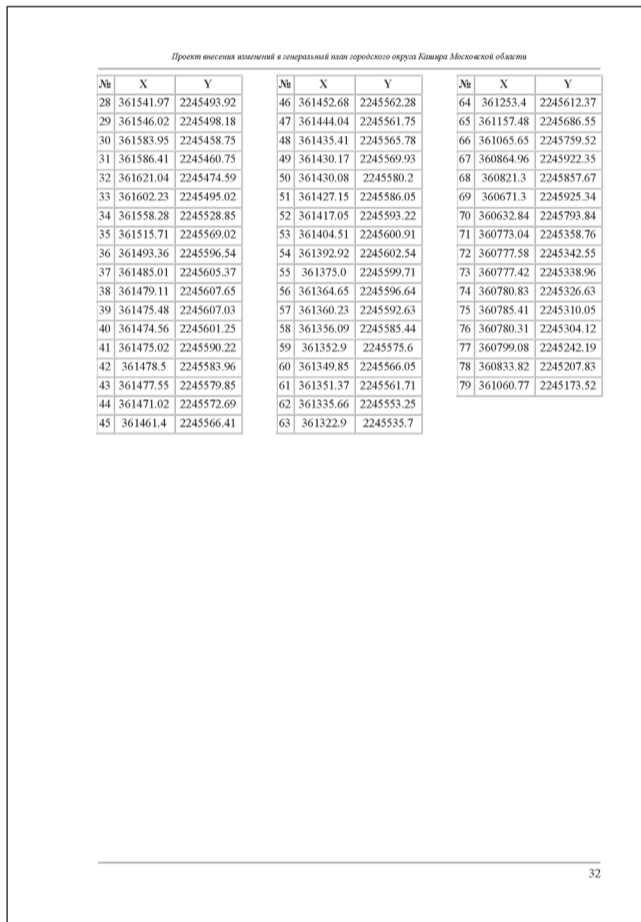 Проект внесения изменений в генеральный план городского округа Кашира Московской области
№ X Y
28 361541.97 2245493.92
29 361546.02 2245498.18
30 361583.95 2245458.75
31 361586.41 2245460.75
32 361621.04 2245474.59
33 361602.23 2245495.02
34 361558.28 2245528.85
35 361515.71 2245569.02
36 361493.36 2245596.54
37 361485.01 2245605.37
38 361479.11 2245607.65
39 361475.48 2245607.03
40 361474.56 2245601.25
41 361475.02 2245590.22
42 361478.5 2245583.96
43 361477.55 2245579.85
44 361471.02 2245572.69
45 361461.4 2245566.41
№ X Y
46 361452.68 2245562.28
47 361444.04 2245561.75
48 361435.41 2245565.78
49 361430.17 2245569.93
50 361430.08 2245580.2
51 361427.15 2245586.05
52 361417.05 2245593.22
53 361404.51 2245600.91
54 361392.92 2245602.54
55 361375.0 2245599.71
56 361364.65 2245596.64
57 361360.23 2245592.63
58 361356.09 2245585.44
59 361352.9 2245575.6
60 361349.85 2245566.05
61 361351.37 2245561.71
62 361335.66 2245553.25
63 361322.9 2245535.7
№ X Y
64 361253.4 2245612.37
65 361157.48 2245686.55
66 361065.65 2245759.52
67 360864.96 2245922.35
68 360821.3 2245857.67
69 360671.3 2245925.34
70 360632.84 2245793.84
71 360773.04 2245358.76
72 360777.58 2245342.55
73 360777.42 2245338.96
74 360780.83 2245326.63
75 360785.41 2245310.05
76 360780.31 2245304.12
77 360799.08 2245242.19
78 360833.82 2245207.83
79 361060.77 2245173.52
32